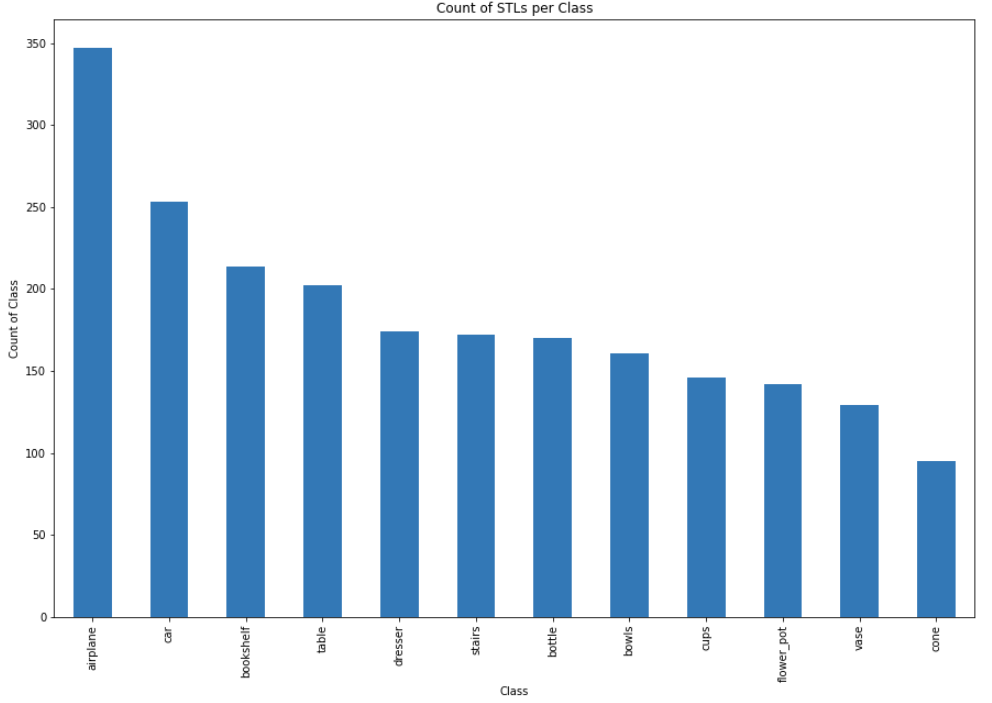 Count of STLs per Class
Count of Class
350
300
250
200
150
100
50
0
airplane
car
bookshelf
table
dresser
stairs
bottle
bowls
cups
flower_pot
vase
cone
Class